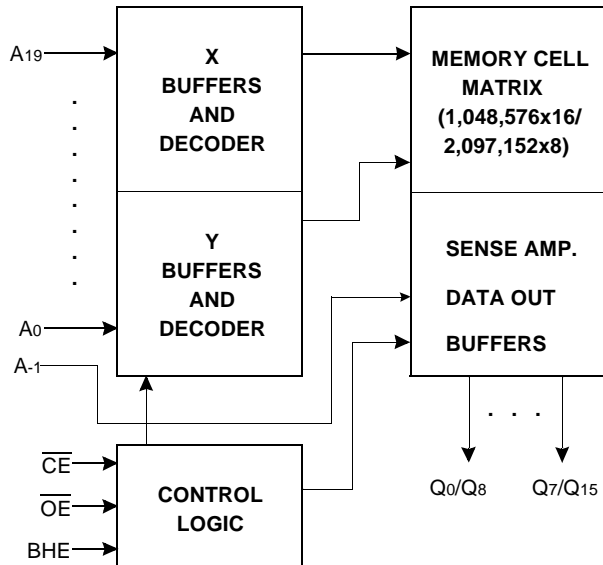 A19
X
BUFFERS
AND
DECODER
MEMORY CELL
MATRIX
(1,048,576x16/
2,097,152x8)
Y
BUFFERS
AND
DECODER
SENSE AMP.
DATA OUT
BUFFERS
A0
A-1
CE
OE
BHE
CONTROL
LOGIC
Q0/Q8
Q7/Q15